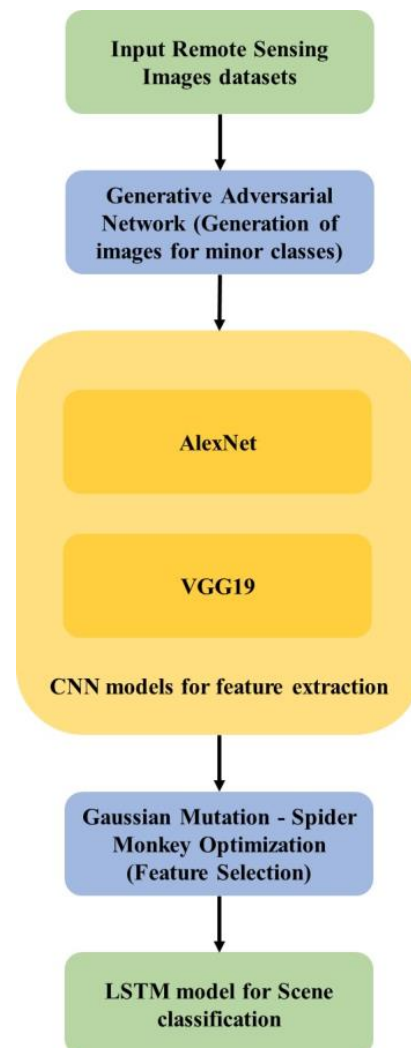 Input Remote Sensing
Images datasets
Generative Adversarial
Network (Generation of
images for minor classes)
AlexNet
VGG19
CNN models for feature extraction
Gaussian Mutation - Spider
Monkey Optimization
(Feature Selection)
LSTM model for Scene
classification